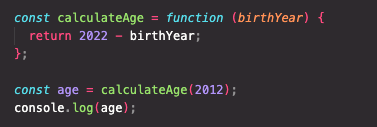 const calculateAge = function (birthYear) {
  return 2022 - birthYear;
};

const age = calculateAge(2012);
console.log(age);